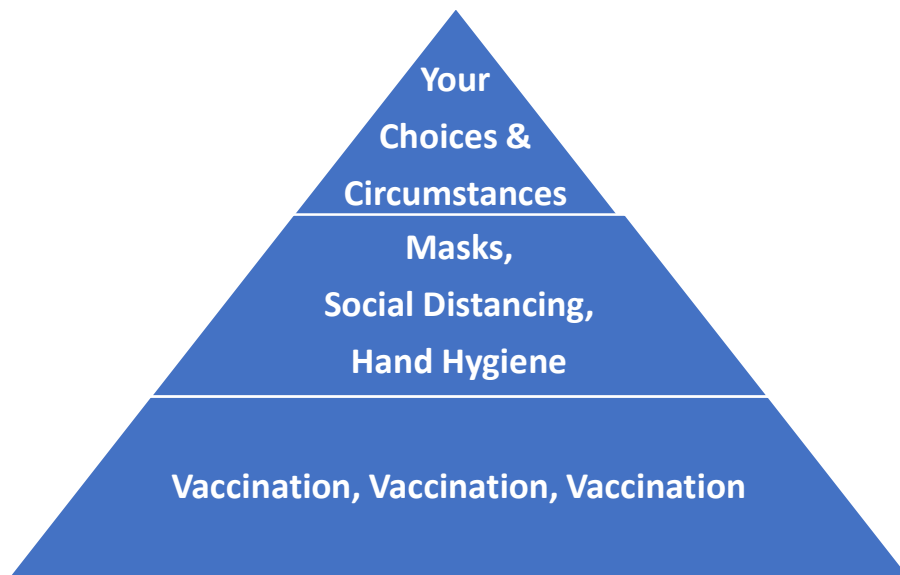 Your
Choices &
Circumstances
Masks,
Social Distancing,
Hand Hygiene
Vaccination, Vaccination, Vaccination